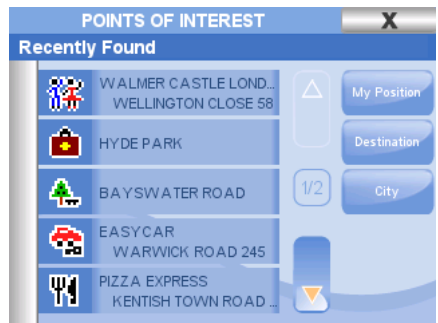 POINTS OF INTEREST
X
Recently Found
WALMER CASTLE LOND...
WELLINGTON CLOSE 58
HYDE PARK
BAYSWATER ROAD
EASYCAR
WARWICK ROAD 245
PIZZA EXPRESS
KENTISH TOWN ROAD ...
1/2
My Position
Destination
City